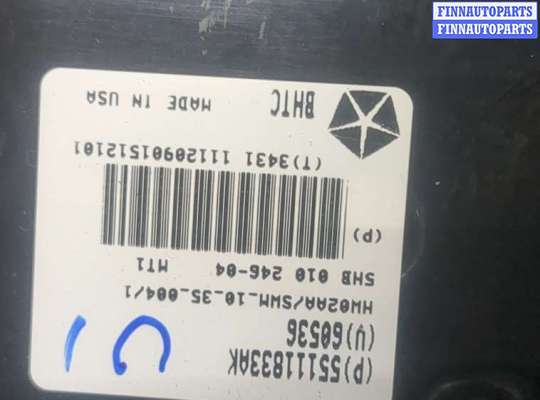 FINNAUTOPARTS
FINNAUTOPARTS
(P)55111833AK
(V)60536
HW02AA/SWM_10_35_004/1
5HB 010 246-04 MT1
(P)
(T)3431 11120901512101
MADE IN USA
BHTC